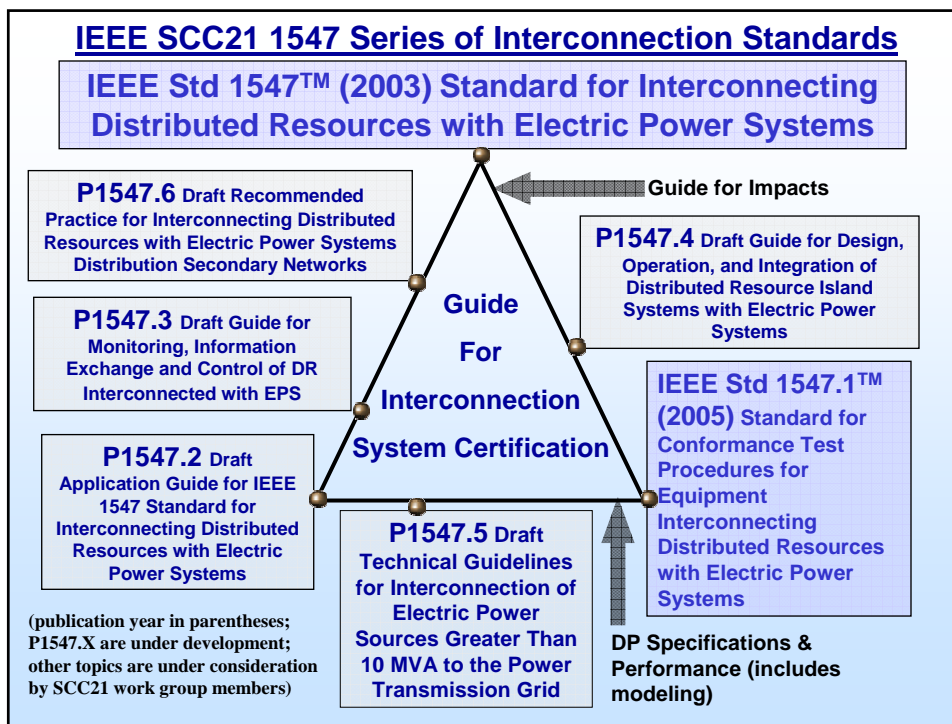 IEEE SCC21 1547 Series of Interconnection Standards
IEEE Std 1547TM (2003) Standard for Interconnecting
Distributed Resources with Electric Power Systems
P1547.6 Draft Recommended
Practice for Interconnecting Distributed
Resources with Electric Power Systems
Distribution Secondary Networks
Guide for Impacts
P1547.4 Draft Guide for Design,
Operation, and Integration of
Distributed Resource Island
Systems with Electric Power
Systems
P1547.3 Draft Guide for
Monitoring, Information
Exchange and Control of DR
Interconnected with EPS
Guide
For
Interconnection
System Certification
IEEE Std 1547.1TM
(2005) Standard for
Conformance Test
Procedures for
Equipment
Interconnecting
Distributed Resources
with Electric Power
Systems
P1547.2 Draft
Application Guide for IEEE
1547 Standard for
Interconnecting Distributed
Resources with Electric
Power Systems
P1547.5 Draft
Technical Guidelines
for Interconnection of
Electric Power
Sources Greater Than
10 MVA to the Power
Transmission Grid
(publication year in parentheses;
P1547.X are under development;
other topics are under consideration
by SCC21 work group members)
DP Specifications &
Performance (includes
modeling)